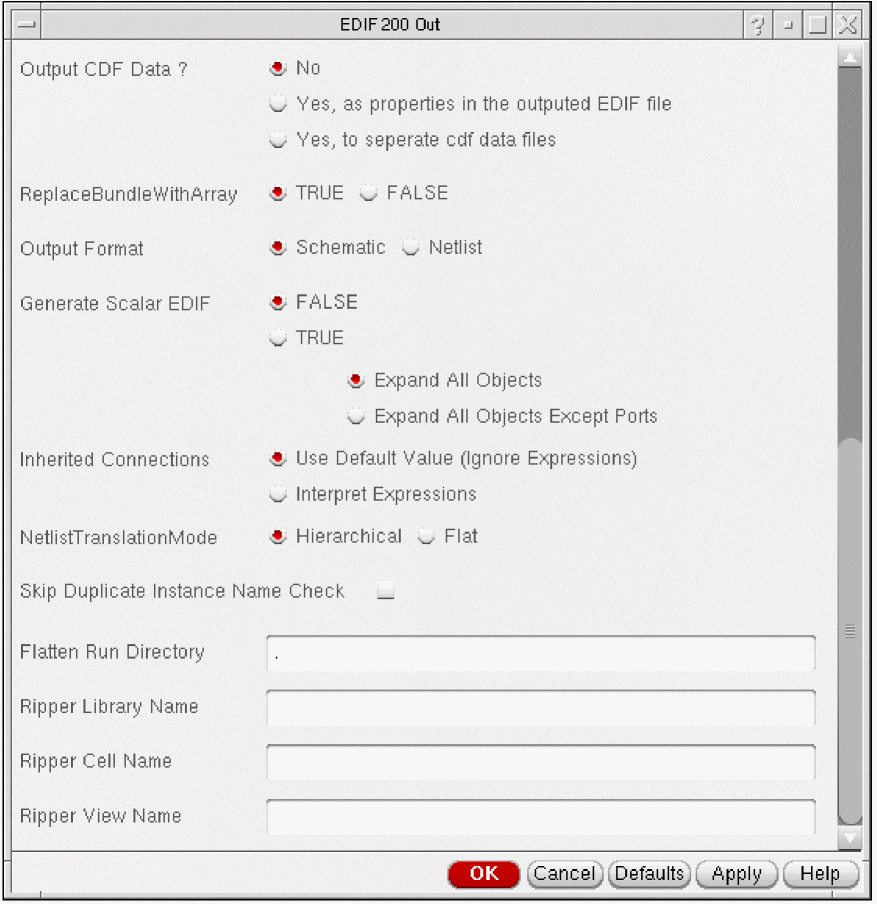 EDIF 200 Out
?
Output CDF Data ? No
Yes, as properties in the outputed EDIF file
Yes, to seperate cdf data files
ReplaceBundleWithArray TRUE FALSE
Output Format Schematic Netlist
Generate Scalar EDIF FALSE
TRUE
Expand All Objects
Expand All Objects Except Ports
Inherited Connections Use Default Value (Ignore Expressions)
Interpret Expressions
NetlistTranslationMode Hierarchical Flat
Skip Duplicate Instance Name Check
Flatten Run Directory .
Ripper Library Name
Ripper Cell Name
Ripper View Name
OK Cancel Defaults Apply Help